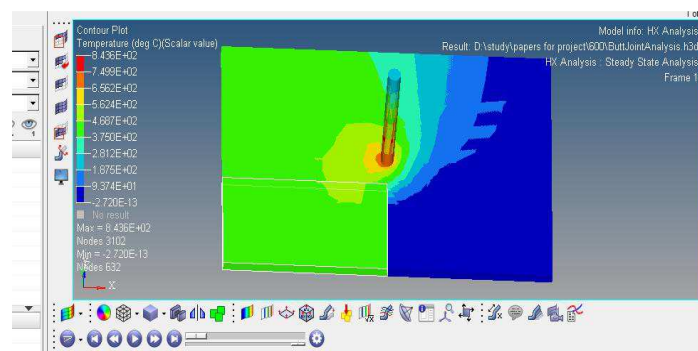 Contour Plot
Temperature (deg C)(Scalar value)
8.436E+02
7.499E+02
6.562E+02
5.624E+02
4.687E+02
3.750E+02
2.812E+02
1.875E+02
9.374E+01
-2.720E-13
No result
Max = 8.436E+02
Nodes 3102
Min = -2.720E-13
Nodes 632
X
Model info: HX Analysis
Result: D:\study\papers for project\600\ButtJointAnalysis.h3d
HX Analysis : Steady State Analysis
Frame 1
1